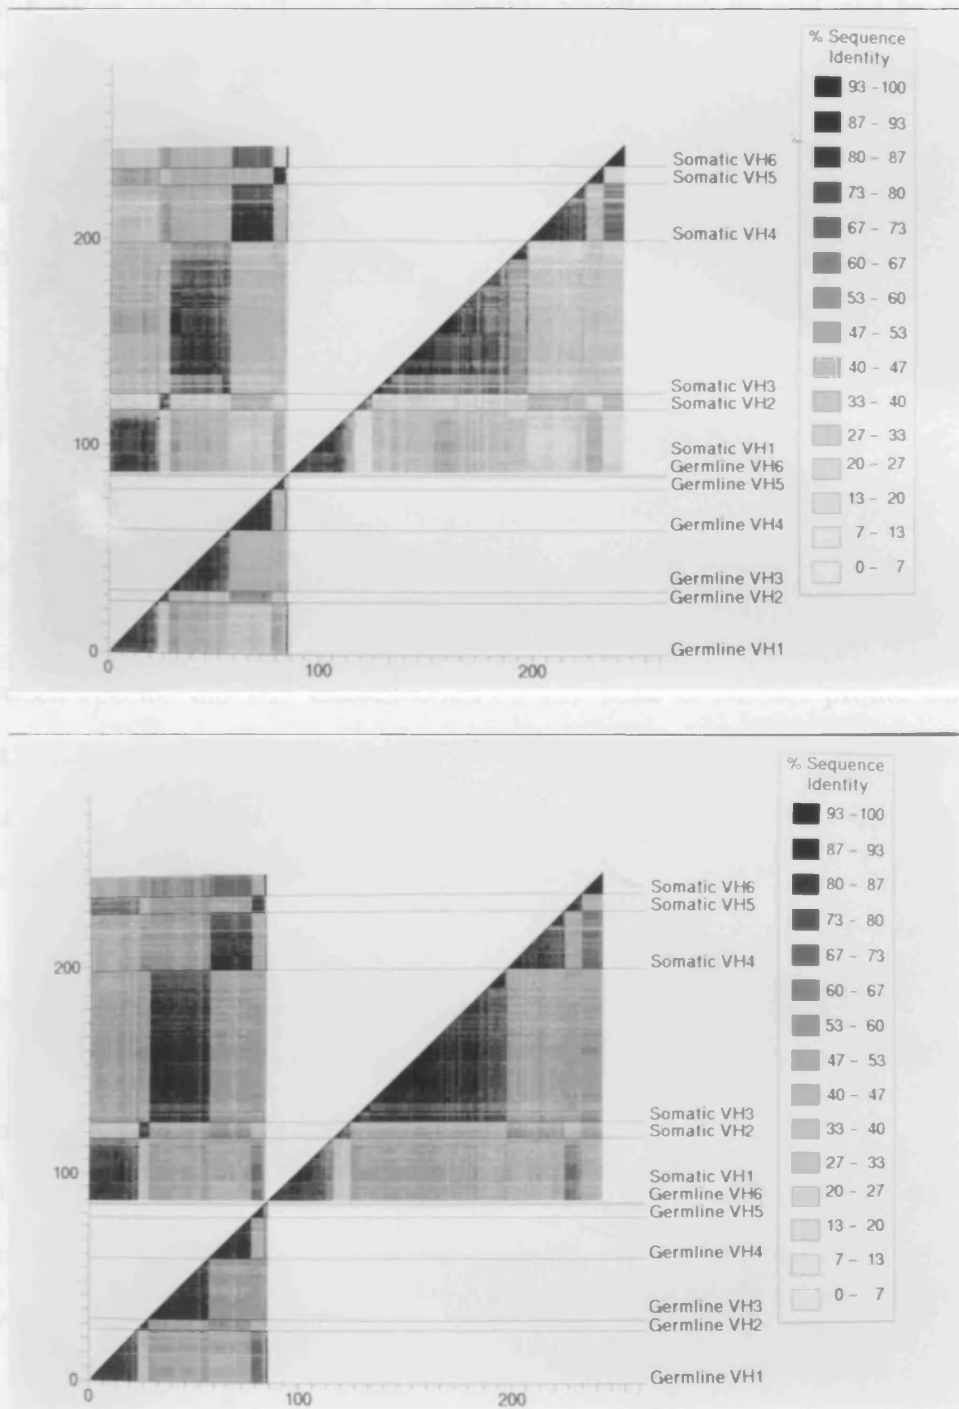 % Sequence
Identity
93 - 100
87 - 93
80 - 87
73 - 80
67 - 73
60 - 67
53 - 60
47 - 53
40 - 47
33 - 40
27 - 33
20 - 27
13 - 20
7 - 13
0 - 7
Somatic VH6
Somatic VH5
Somatic VH4
Somatic VH3
Somatic VH2
Somatic VH1
Germline VH6
Germline VH5
Germline VH4
Germline VH3
Germline VH2
Germline VH1
200
100
0
0 100 200
% Sequence
Identity
93 - 100
87 - 93
80 - 87
73 - 80
67 - 73
60 - 67
53 - 60
47 - 53
40 - 47
33 - 40
27 - 33
20 - 27
13 - 20
7 - 13
0 - 7
Somatic VH6
Somatic VH5
Somatic VH4
Somatic VH3
Somatic VH2
Somatic VH1
Germline VH6
Germline VH5
Germline VH4
Germline VH3
Germline VH2
Germline VH1
200
100
0
0 100 200